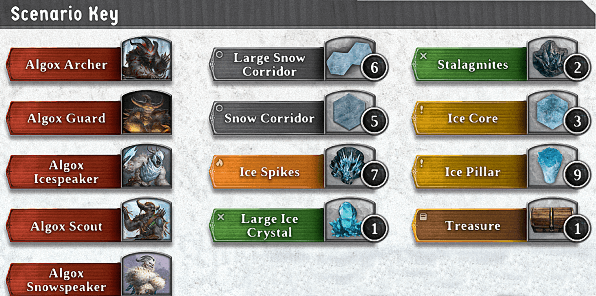 Scenario Key
Algox Archer
Algox Guard
Algox
Icespeaker
Algox Scout
Algox
Snowspeaker
Large Snow
Corridor
6
Snow Corridor
5
Ice Spikes
7
Large Ice
Crystal
1
Stalagmites
2
Ice Core
3
Ice Pillar
9
Treasure
1